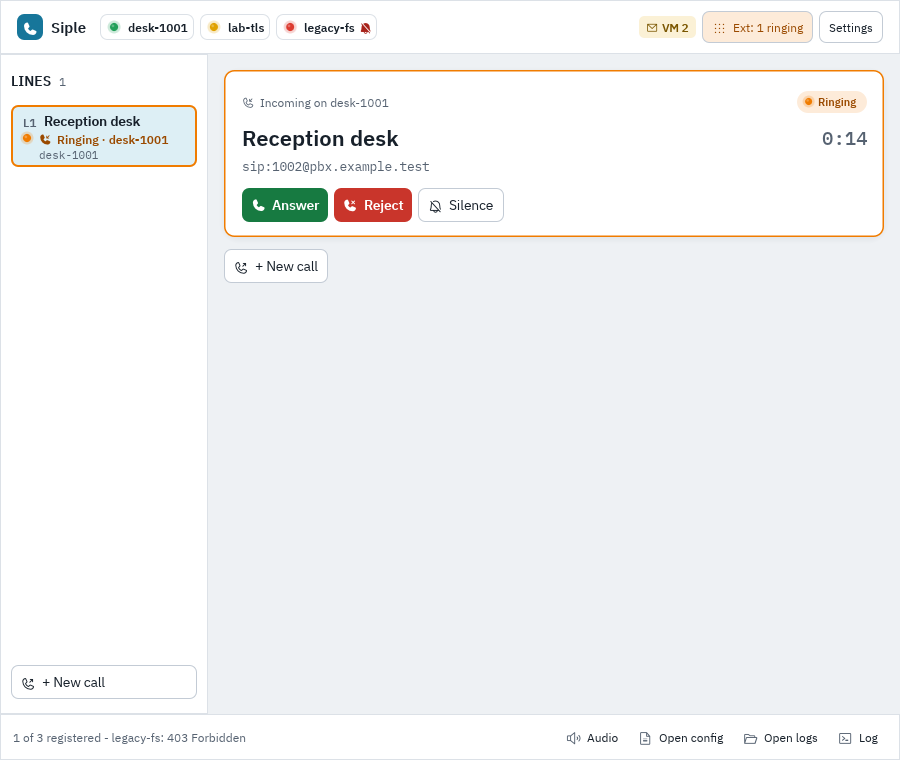 Siple desk-1001 lab-tls legacy-fs VM 2 Ext: 1 ringing Settings
LINES 1
L1 Reception desk
Ringing · desk-1001
desk-1001
+ New call
Incoming on desk-1001 Ringing
Reception desk 0:14
sip:1002@pbx.example.test
Answer Reject Silence
+ New call
1 of 3 registered - legacy-fs: 403 Forbidden Audio Open config Open logs Log